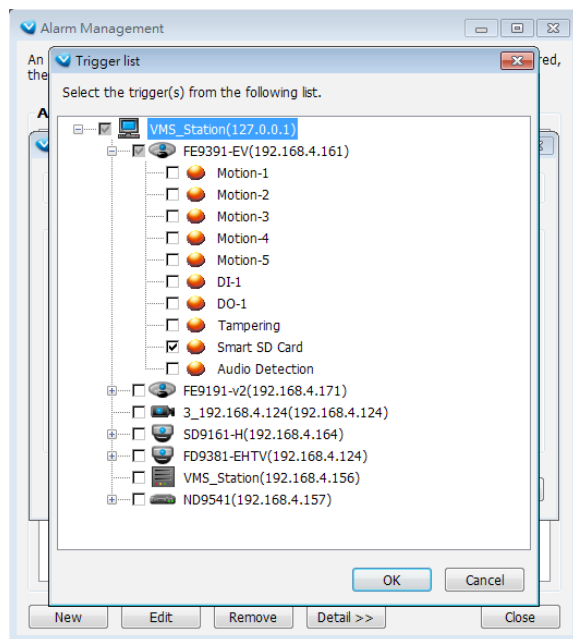 Alarm Management
An
red,
the
Trigger list
Select the trigger(s) from the following list.
A
VMS_Station(127.0.0.1)
FE9391-EV(192.168.4.161)
Motion-1
Motion-2
Motion-3
Motion-4
Motion-5
DI-1
DO-1
Tampering
Smart SD Card
Audio Detection
FE9191-v2(192.168.4.171)
3_192.168.4.124(192.168.4.124)
SD9161-H(192.168.4.164)
FD9381-EHTV(192.168.4.124)
VMS_Station(192.168.4.156)
ND9541(192.168.4.157)
OK Cancel
New Edit Remove Detail >> Close